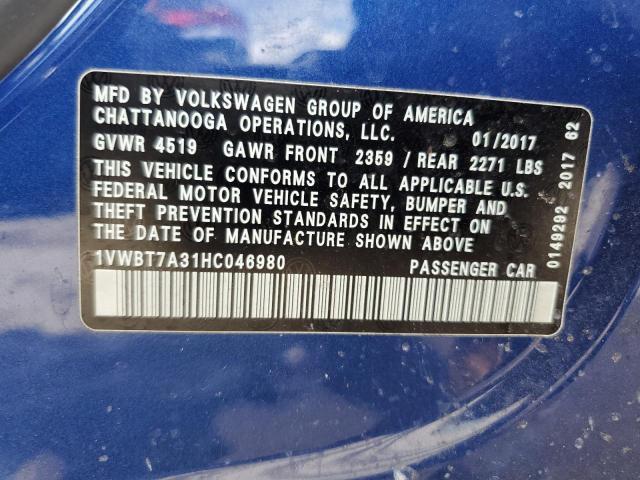 MFD BY VOLKSWAGEN GROUP OF AMERICA
CHATTANOOGA OPERATIONS, LLC. 01/2017
GVWR 4519 GAWR FRONT 2359 / REAR 2271 LBS
THIS VEHICLE CONFORMS TO ALL APPLICABLE U.S.
FEDERAL MOTOR VEHICLE SAFETY, BUMPER AND
THEFT PREVENTION STANDARDS IN EFFECT ON
THE DATE OF MANUFACTURE SHOWN ABOVE.
1VWBT7A31HC046980 PASSENGER CAR
0149292 2017 62